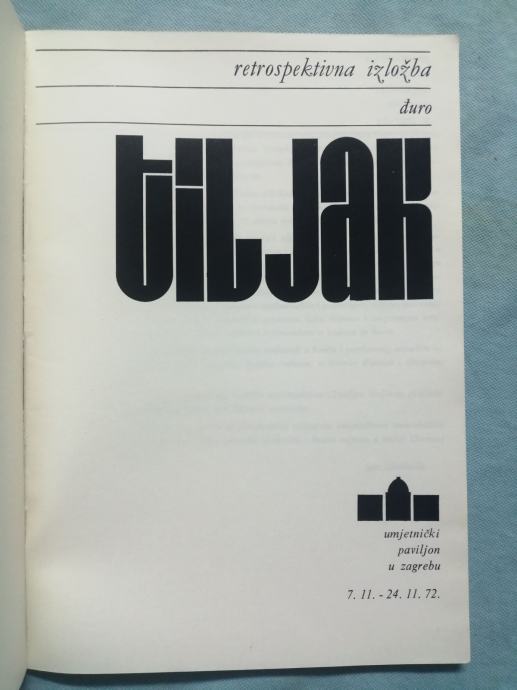 retrospektivna izložba
đuro
tiljak
umjetnički
paviljon
u zagrebu
7. 11. - 24. 11. 72.